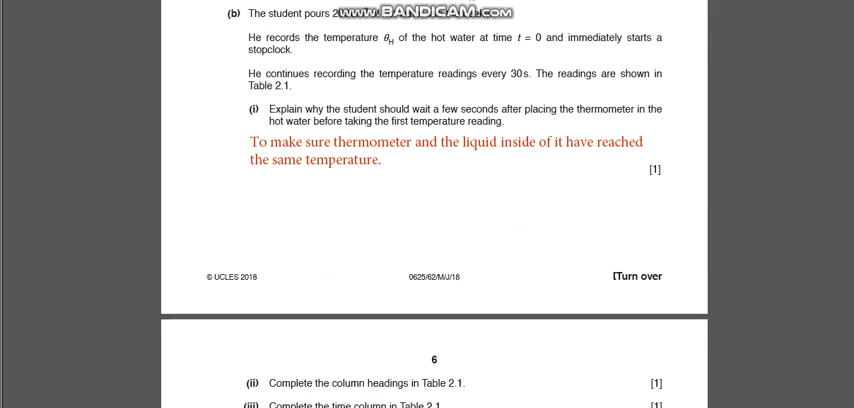 WWW.BANDICAM.COM
(b) The student pours 2
He records the temperature θH of the hot water at time t = 0 and immediately starts a
stopclock.
He continues recording the temperature readings every 30 s. The readings are shown in
Table 2.1.
(i) Explain why the student should wait a few seconds after placing the thermometer in the
hot water before taking the first temperature reading.
To make sure thermometer and the liquid inside of it have reached
the same temperature.
[1]
© UCLES 2018 0625/62/M/J/18 [Turn over
6
(ii) Complete the column headings in Table 2.1. [1]
(iii) Complete the time column in Table 2.1. [1]